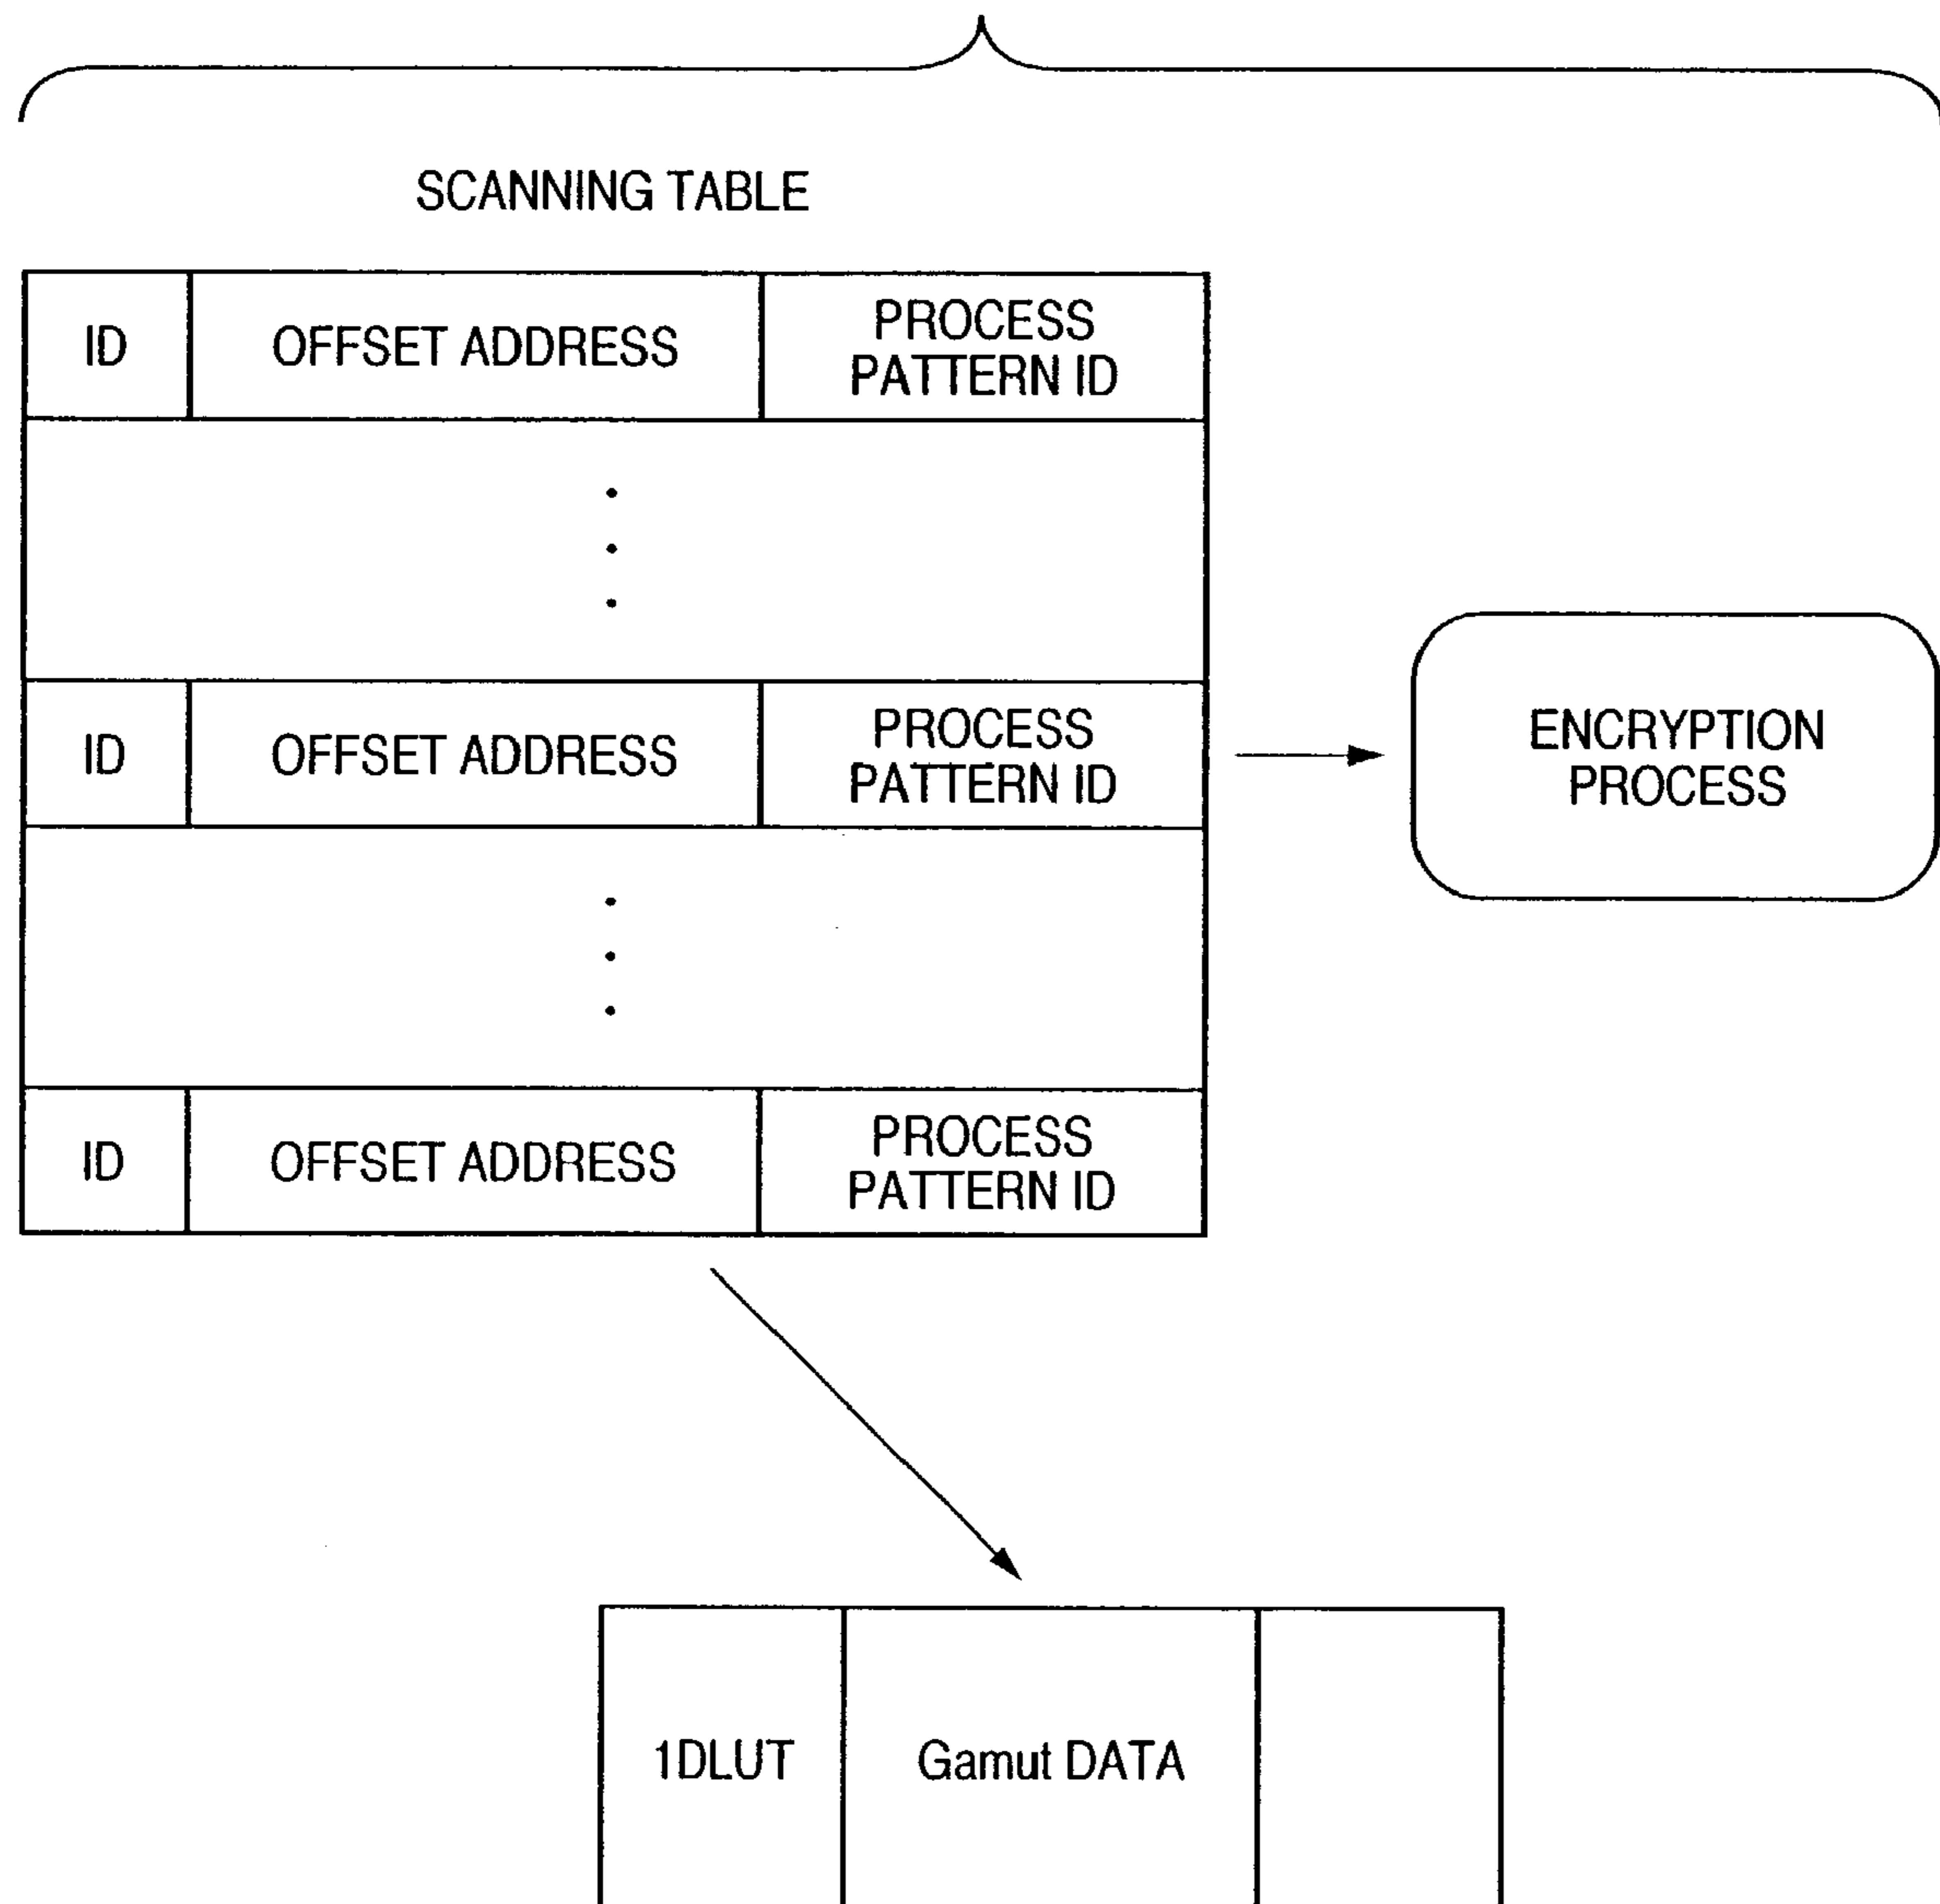 SCANNING TABLE
ID
OFFSET ADDRESS
PROCESS
PATTERN ID
ID
OFFSET ADDRESS
PROCESS
PATTERN ID
ENCRYPTION
PROCESS
ID
OFFSET ADDRESS
PROCESS
PATTERN ID
1DLUT
Gamut DATA